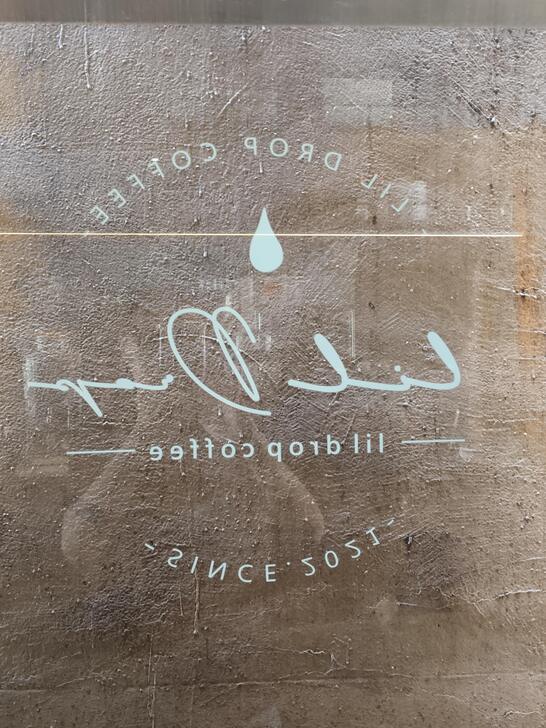 LIL DROP COFFEE
Lil Drop
lil drop coffee
- SINCE·2021-